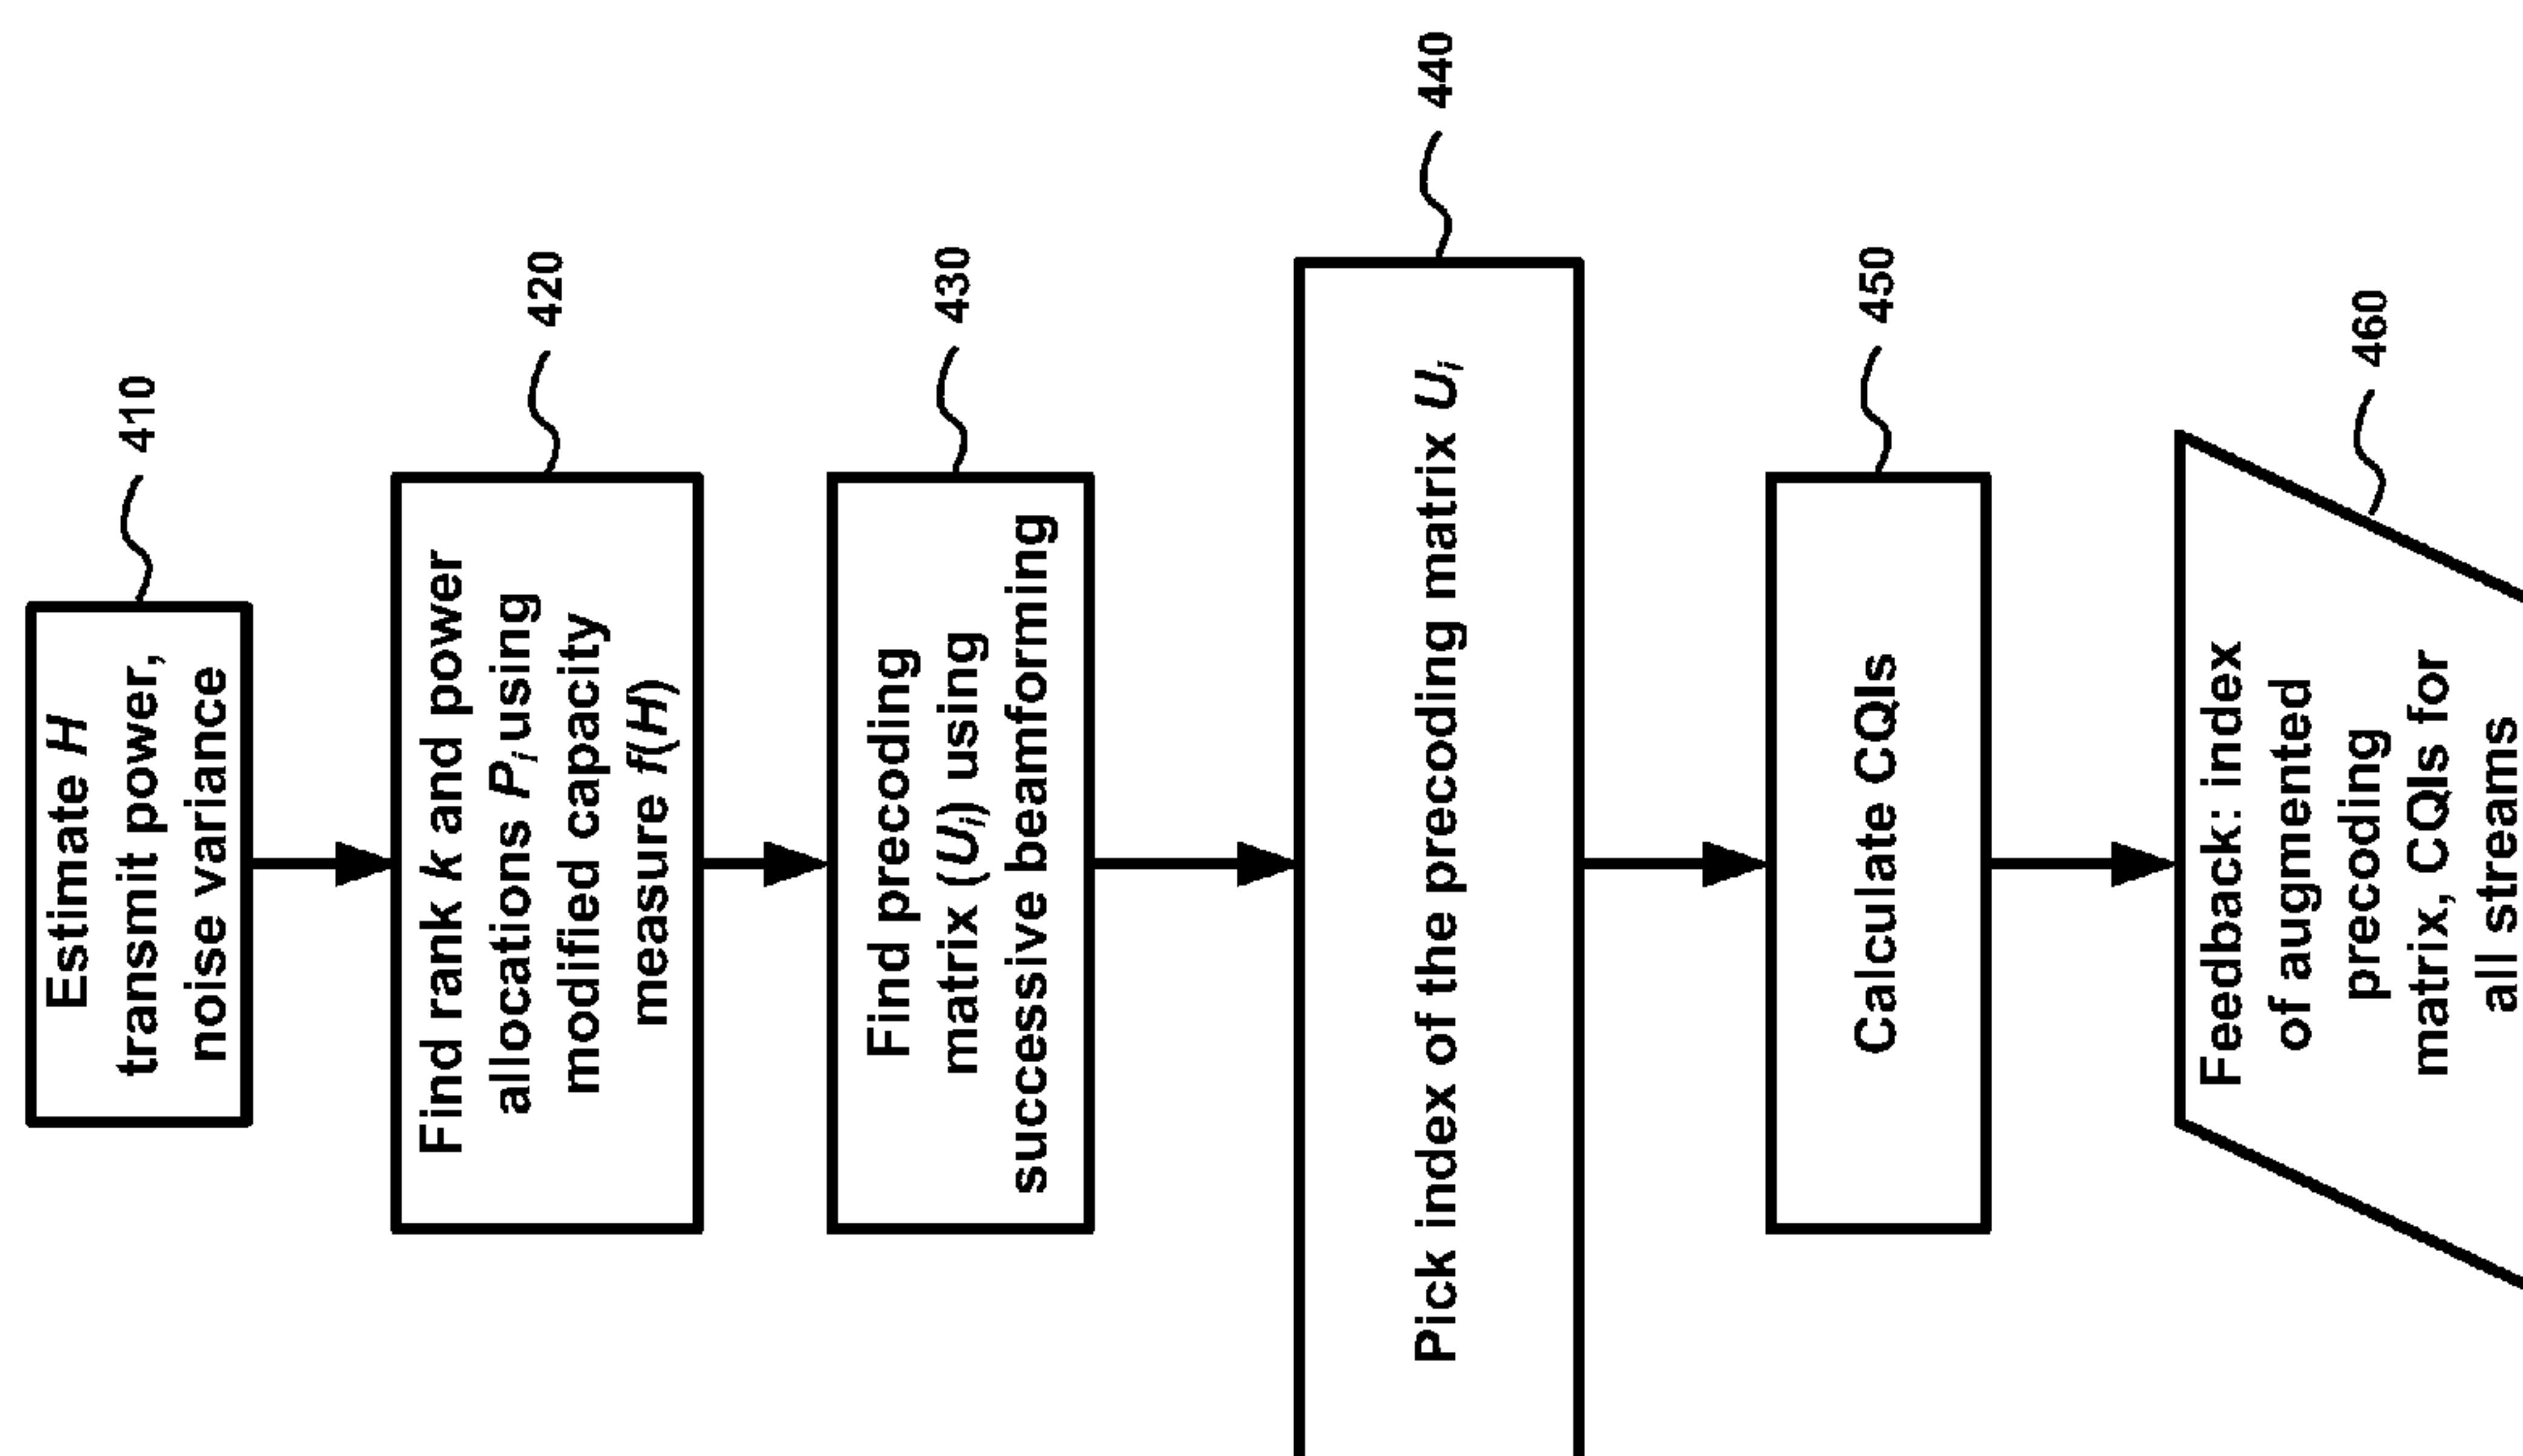 Estimate H
transmit power,
noise variance
410
Find rank k and power
allocations Pi using
modified capacity
measure f(H)
420
Find precoding
matrix (Ui) using
successive beamforming
430
Pick index of the precoding matrix Ui
440
Calculate CQIs
450
Feedback: index
of augmented
precoding
matrix, CQIs for
all streams
460